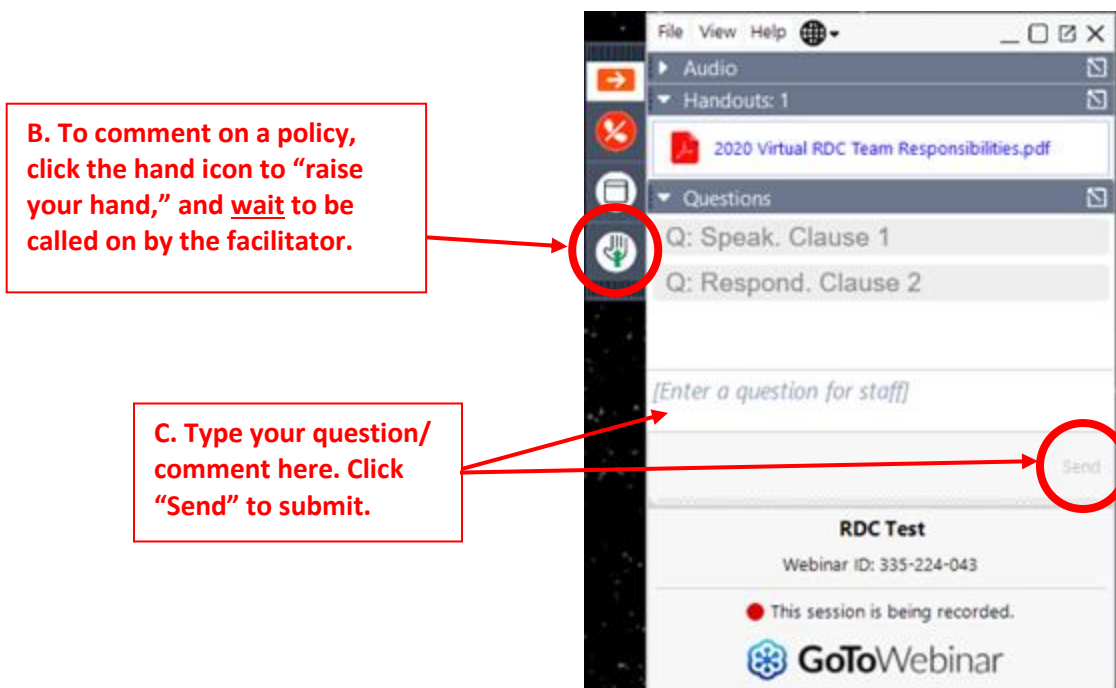 File View Help
Audio
Handouts: 1
2020 Virtual RDC Team Responsibilities.pdf
B. To comment on a policy,
click the hand icon to “raise
your hand,” and wait to be
called on by the facilitator.
Questions
Q: Speak. Clause 1
Q: Respond. Clause 2
[Enter a question for staff]
C. Type your question/
comment here. Click
“Send” to submit.
Send
RDC Test
Webinar ID: 335-224-043
This session is being recorded.
GoToWebinar